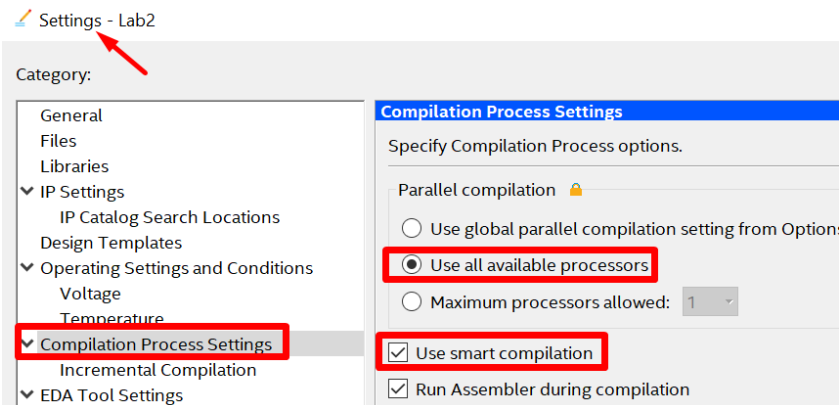 Settings - Lab2
Category:
General
Files
Libraries
IP Settings
IP Catalog Search Locations
Design Templates
Operating Settings and Conditions
Voltage
Temperature
Compilation Process Settings
Incremental Compilation
EDA Tool Settings
Compilation Process Settings
Specify Compilation Process options.
Parallel compilation
Use global parallel compilation setting from Options
Use all available processors
Maximum processors allowed: 1
Use smart compilation
Run Assembler during compilation